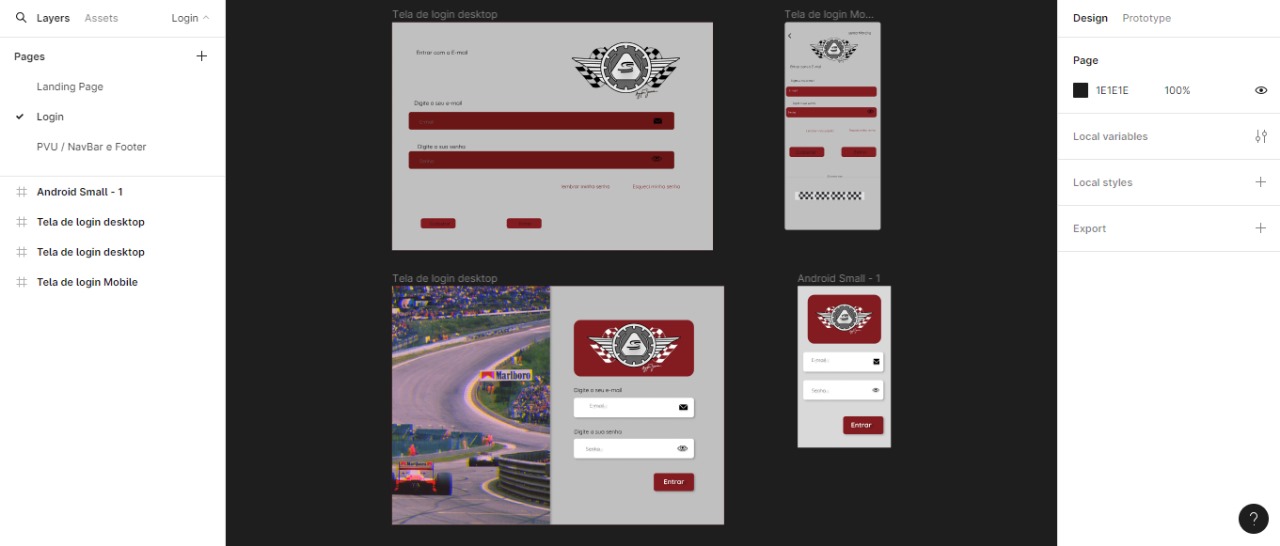 Layers
Assets
Login
Pages
Landing Page
Login
PVU / NavBar e Footer
Android Small - 1
Tela de login desktop
Tela de login desktop
Tela de login Mobile
Tela de login desktop
Entrar com o E-mail
Digite o seu e-mail
E-mail
Digite a sua senha
Senha
lembrar minha senha
Esqueci minha senha
Tela de login Mo...
Tela de login desktop
Marlboro
Marlboro
Digite o seu e-mail
E-mail...
Digite a sua senha
Senha...
Entrar
Android Small - 1
E-mail...
Senha...
Entrar
Design
Prototype
Page
1E1E1E
100%
Local variables
Local styles
Export
?